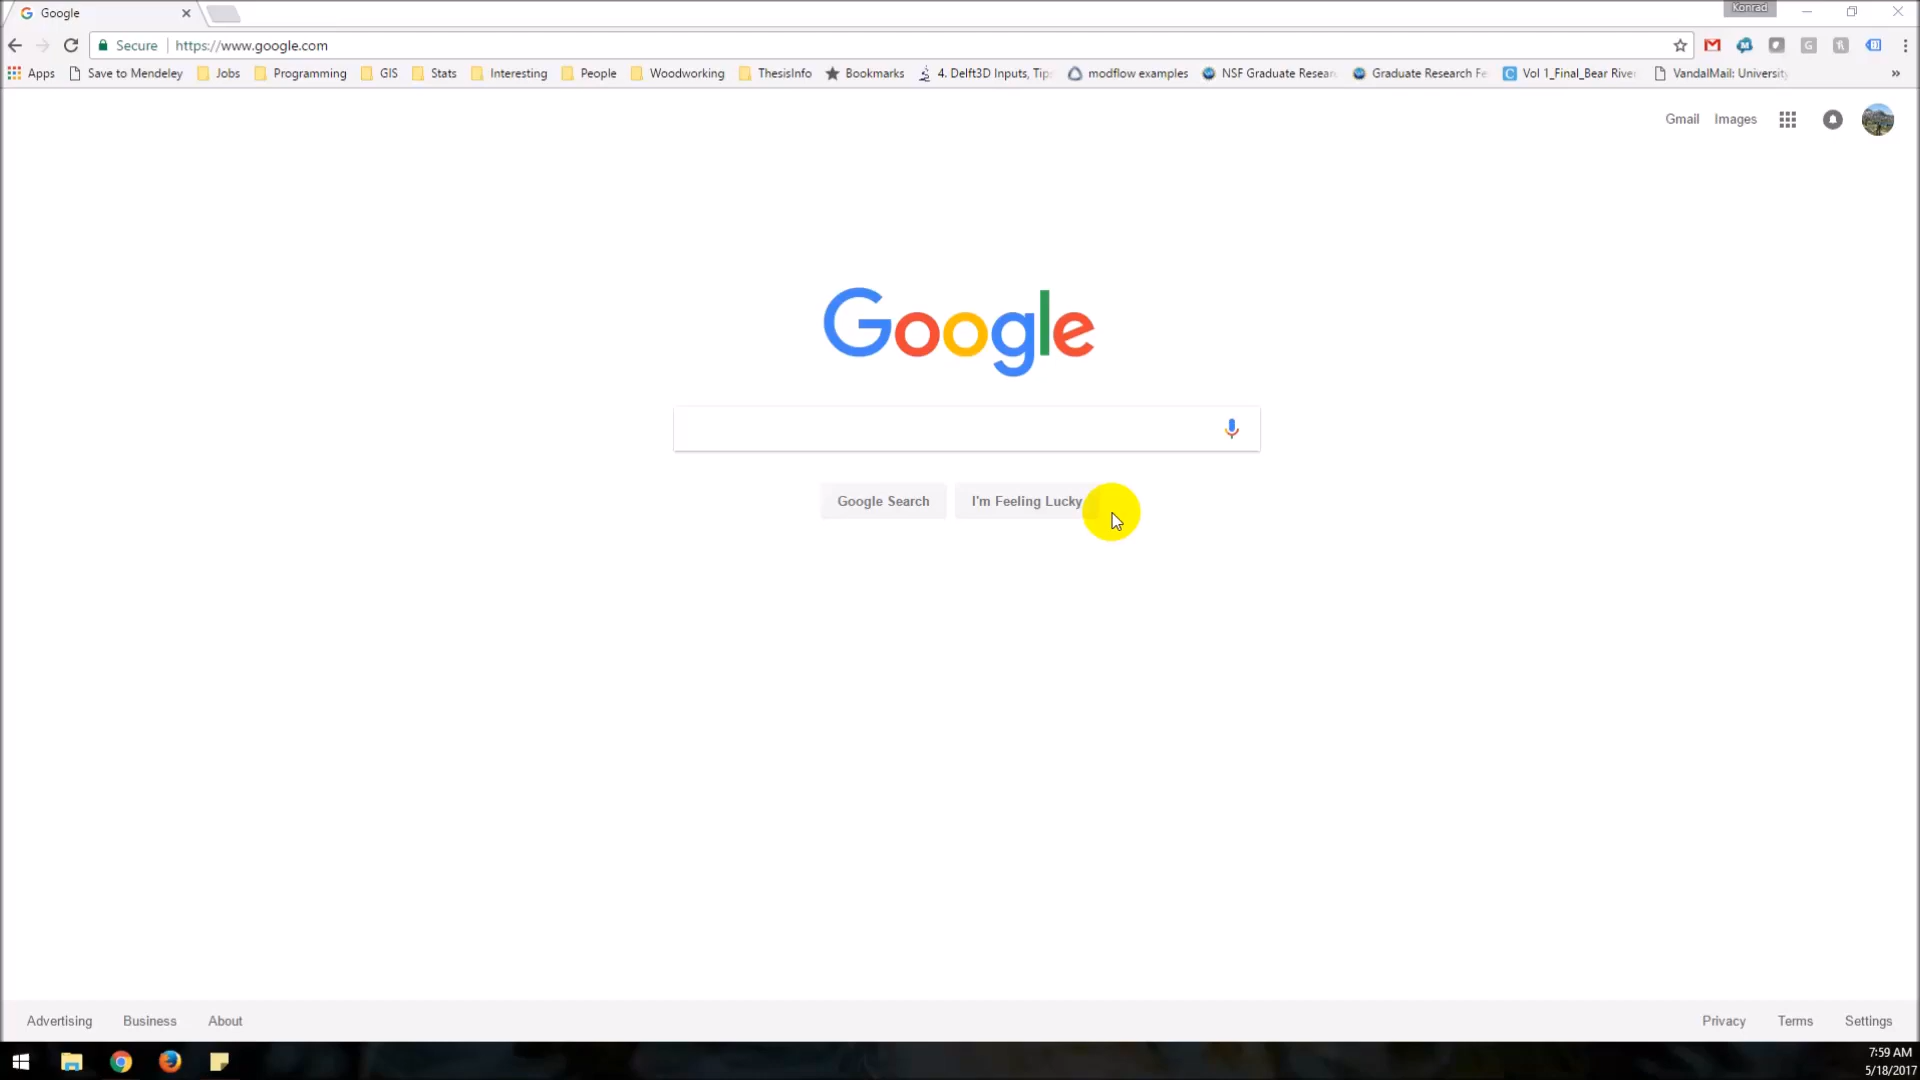 Google
Konrad
Secure https://www.google.com
Apps Save to Mendeley Jobs Programming GIS Stats Interesting People Woodworking ThesisInfo Bookmarks 4. Delft3D Inputs, Tip modflow examples NSF Graduate Resear Graduate Research Fe Vol 1_Final_Bear River VandalMail: University
Gmail Images
Google
Google Search I'm Feeling Lucky
Advertising Business About Privacy Terms Settings
7:59 AM
5/18/2017